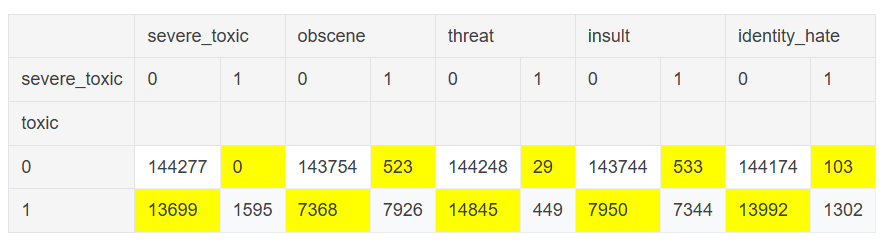 severe_toxic obscene threat insult identity_hate
severe_toxic 0 1 0 1 0 1 0 1 0 1
toxic
0 144277 0 143754 523 144248 29 143744 533 144174 103
1 13699 1595 7368 7926 14845 449 7950 7344 13992 1302